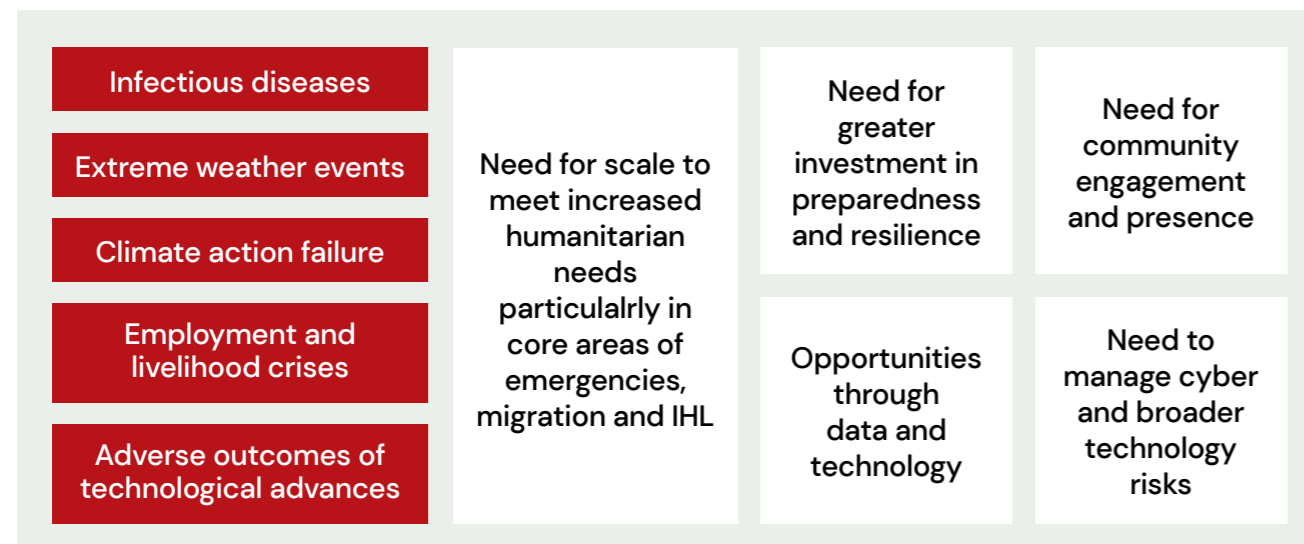 Infectious diseases
Extreme weather events
Climate action failure
Employment and
livelihood crises
Adverse outcomes of
technological advances
Need for scale to
meet increased
humanitarian
needs
particulalrly in
core areas of
emergencies,
migration and IHL
Need for
greater
investment in
preparedness
and resilience
Need for
community
engagement
and presence
Opportunities
through
data and
technology
Need to
manage cyber
and broader
technology
risks